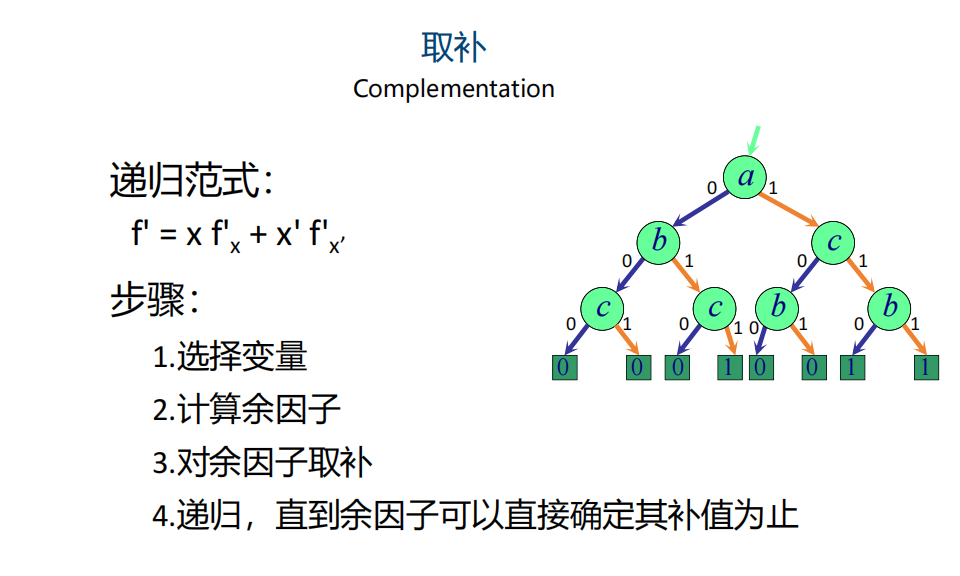 取补
Complementation
递归范式：
f' = x f'x + x' f'x'
步骤：
1.选择变量
2.计算余因子
3.对余因子取补
4.递归，直到余因子可以直接确定其补值为止
a
0 1
b c
0 1 0 1
c c b b
0 1 0 1 0 1 0 1
0 0 0 1 0 0 1 1